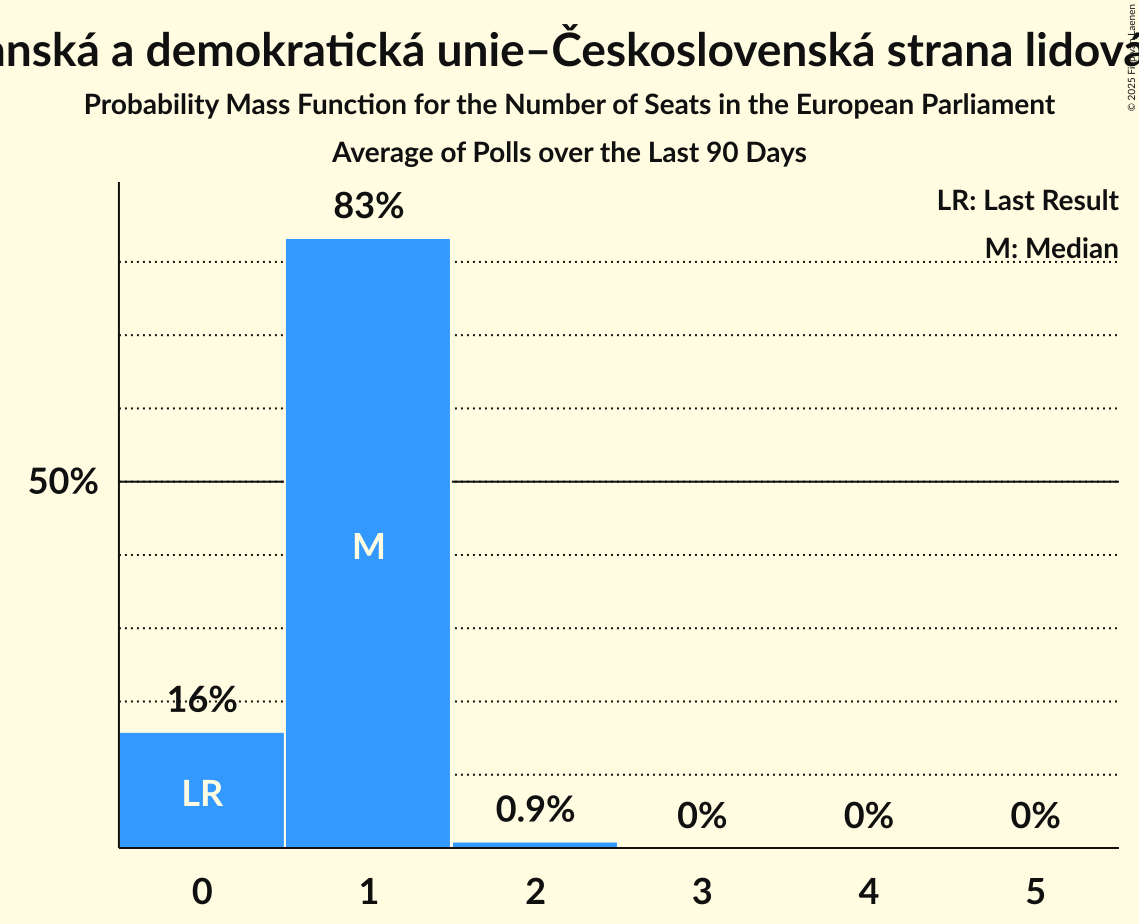 anská a demokratická unie–Československá strana lidová
Probability Mass Function for the Number of Seats in the European Parliament
Average of Polls over the Last 90 Days
© 2025 Laenen
LR: Last Result
M: Median
83%
50%
M
16%
LR
0.9%
0%
0%
0%
0
1
2
3
4
5